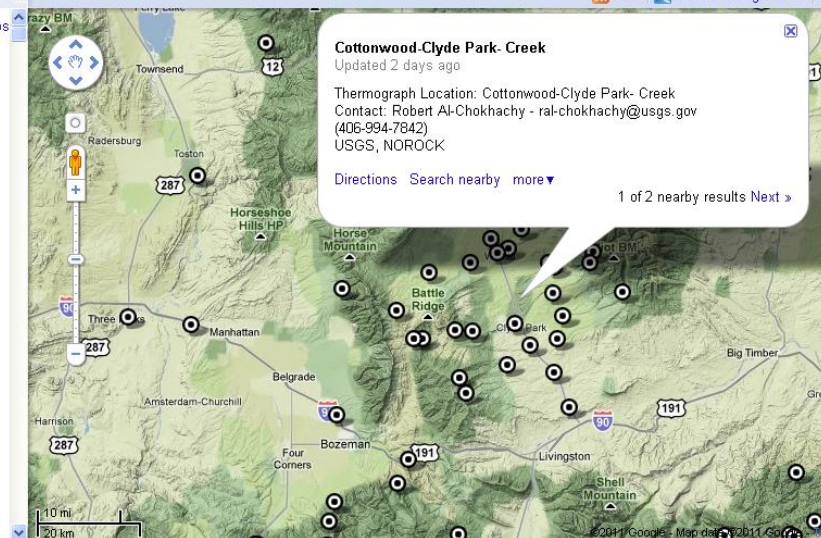 Cottonwood-Clyde Park- Creek
Updated 2 days ago
Thermograph Location: Cottonwood-Clyde Park- Creek
Contact: Robert Al-Chokhachy - ral-chokhachy@usgs.gov
(406-994-7842)
USGS, NOROCK
Directions Search nearby more▼
1 of 2 nearby results Next »
Townsend
12
Radersburg
Toston
287
Horseshoe
Hills HP
Horse
Mountain
Battle
Ridge
90
Manhattan
287
Big Timber
Belgrade
Amsterdam-Churchill
191
90
Harrison
287
Bozeman
191
Four
Corners
Livingston
Shell
Mountain
10 mi
20 km
©2011 Google - Map data ©2011 Google -